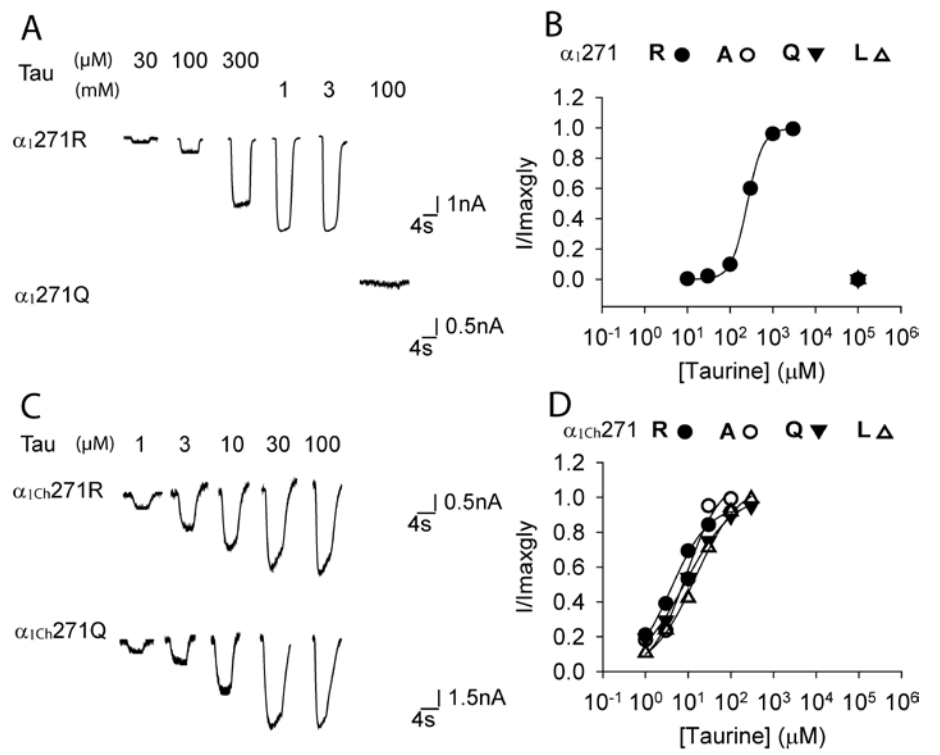 A
Tau (μM) 30 100 300
(mM) 1 3 100
α₁271R
4s 1nA
α₁271Q
4s 0.5nA
B
α₁271 R A Q L
1.2
1.0
0.8
0.6
0.4
0.2
0.0
I/Imaxgly
10⁻¹ 10⁰ 10¹ 10² 10³ 10⁴ 10⁵ 10⁶
[Taurine] (μM)
C
Tau (μM) 1 3 10 30 100
α₁Ch271R
4s 0.5nA
α₁Ch271Q
4s 1.5nA
D
α₁Ch271 R A Q L
1.2
1.0
0.8
0.6
0.4
0.2
0.0
I/Imaxgly
10⁻¹ 10⁰ 10¹ 10² 10³ 10⁴ 10⁵ 10⁶
[Taurine] (μM)